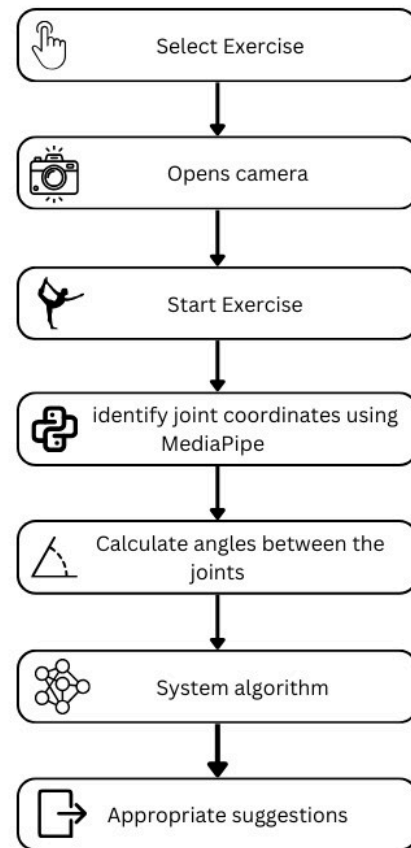 Select Exercise
Opens camera
Start Exercise
identify joint coordinates using
MediaPipe
Calculate angles between the
joints
System algorithm
Appropriate suggestions